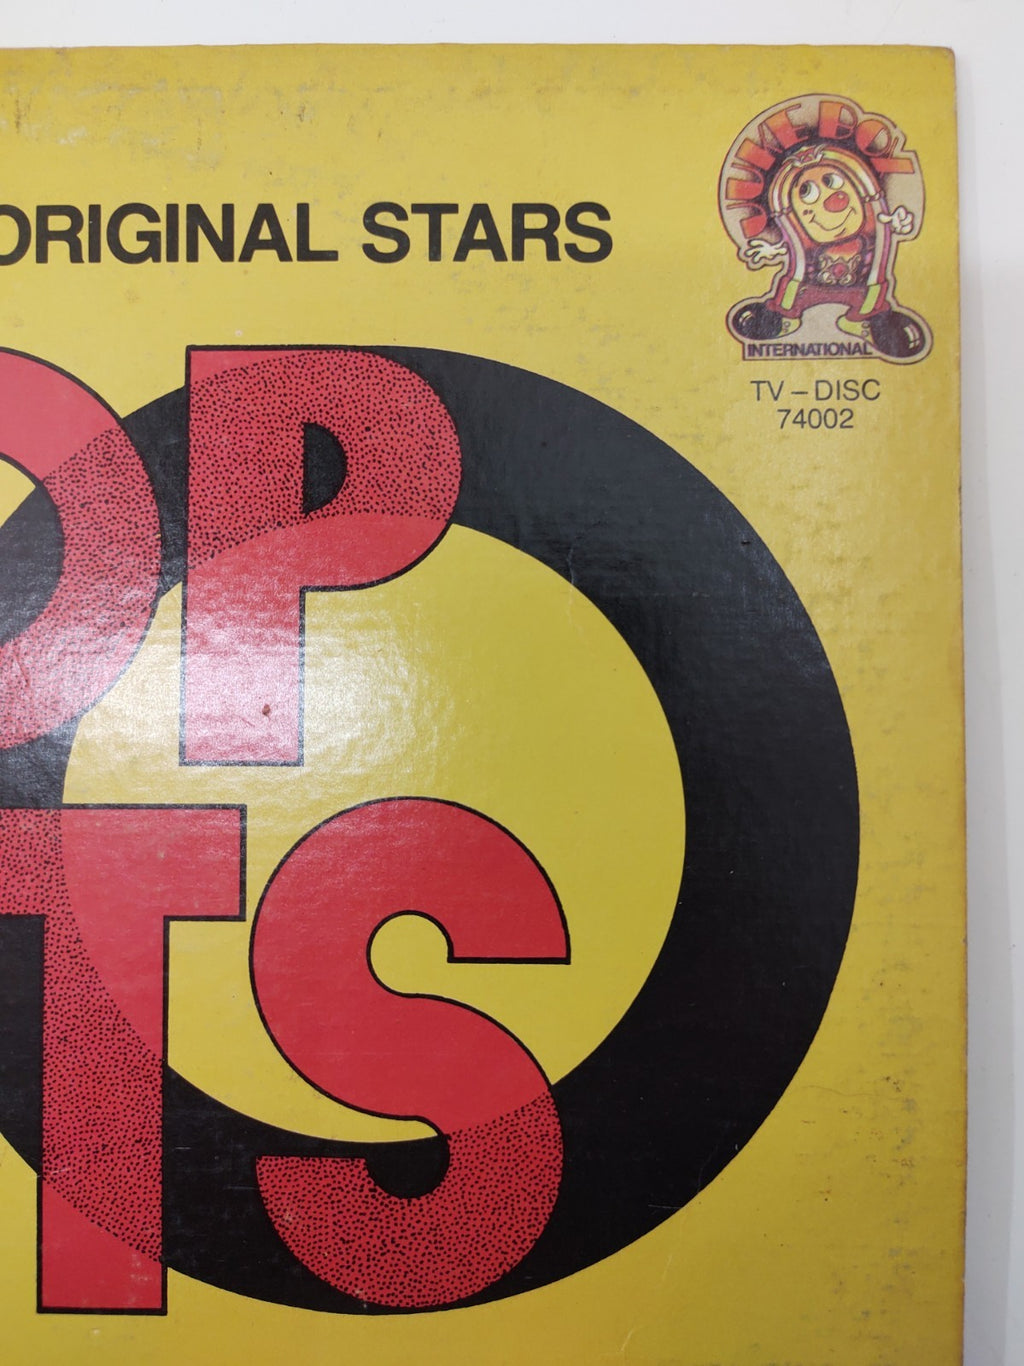 JUKE BOX
ORIGINAL STARS
INTERNATIONAL
TV – DISC
74002
OP
TS